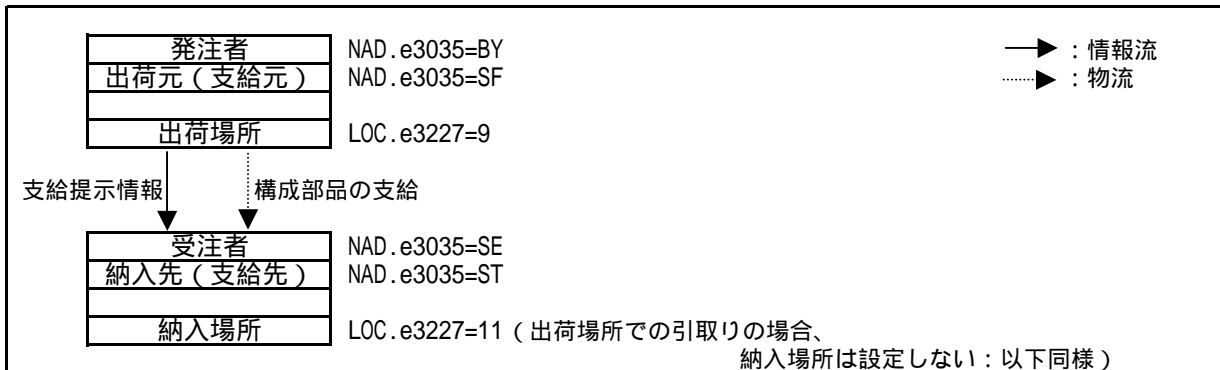 発注者 NAD.e3035=BY
出荷元（支給元） NAD.e3035=SF
出荷場所 LOC.e3227=9
：情報流
：物流
支給提示情報 構成部品の支給
受注者 NAD.e3035=SE
納入先（支給先） NAD.e3035=ST
納入場所 LOC.e3227=11（出荷場所での引取りの場合、
納入場所は設定しない：以下同様）